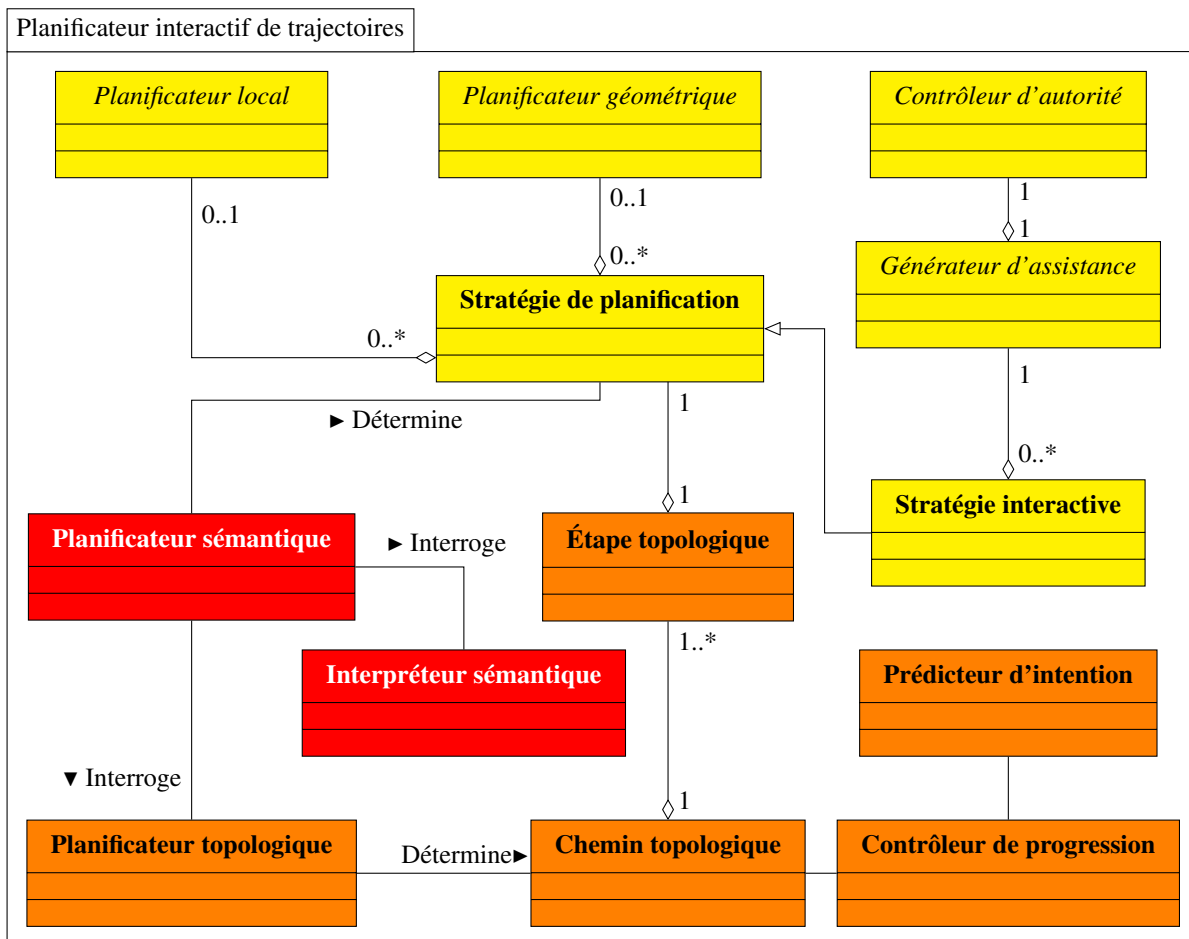 Planificateur interactif de trajectoires
Planificateur local
Planificateur géométrique
Contrôleur d'autorité
0..1
0..1
1
1
0..*
Générateur d'assistance
Stratégie de planification
0..*
1
1
► Détermine
0..*
1
Stratégie interactive
Planificateur sémantique
► Interroge
Étape topologique
1..*
Interpréteur sémantique
Prédicteur d'intention
▼ Interroge
1
Planificateur topologique
Détermine►
Chemin topologique
Contrôleur de progression